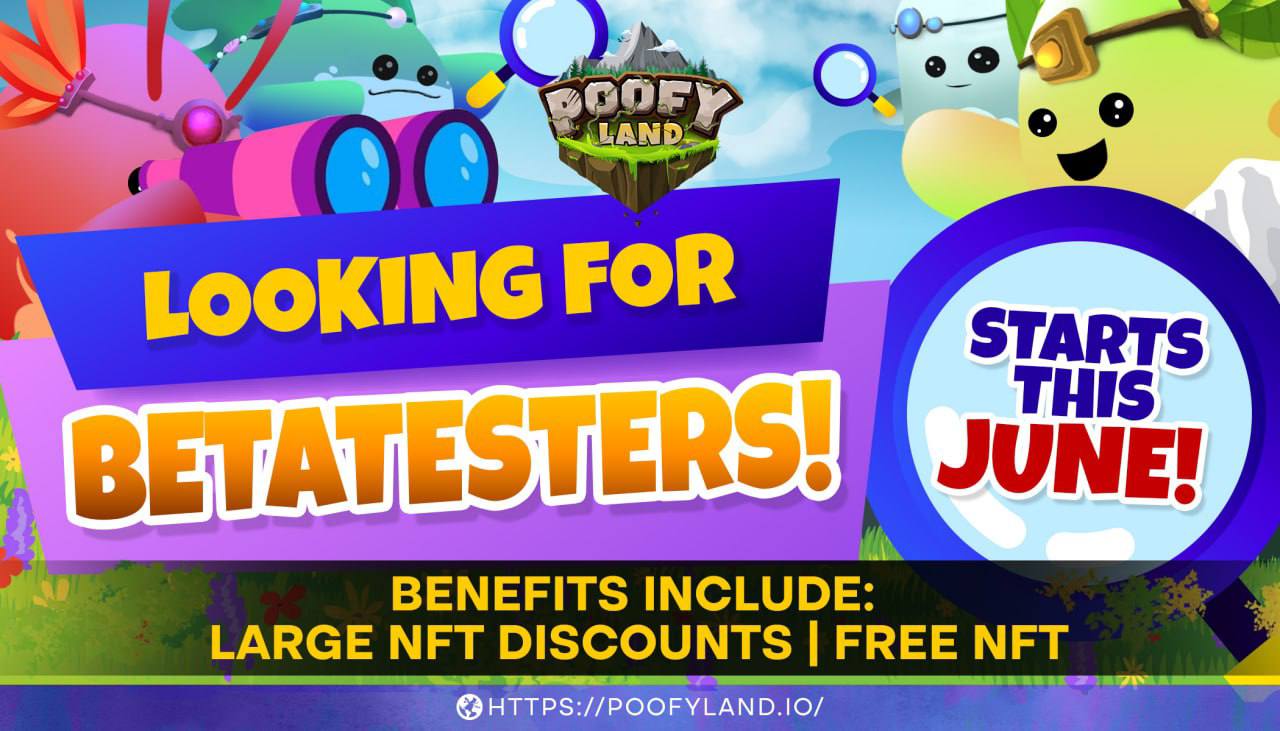 POOFY
LAND
LOOKING FOR
BETATESTERS!
STARTS
THIS
JUNE!
BENEFITS INCLUDE:
LARGE NFT DISCOUNTS | FREE NFT
HTTPS://POOFYLAND.IO/